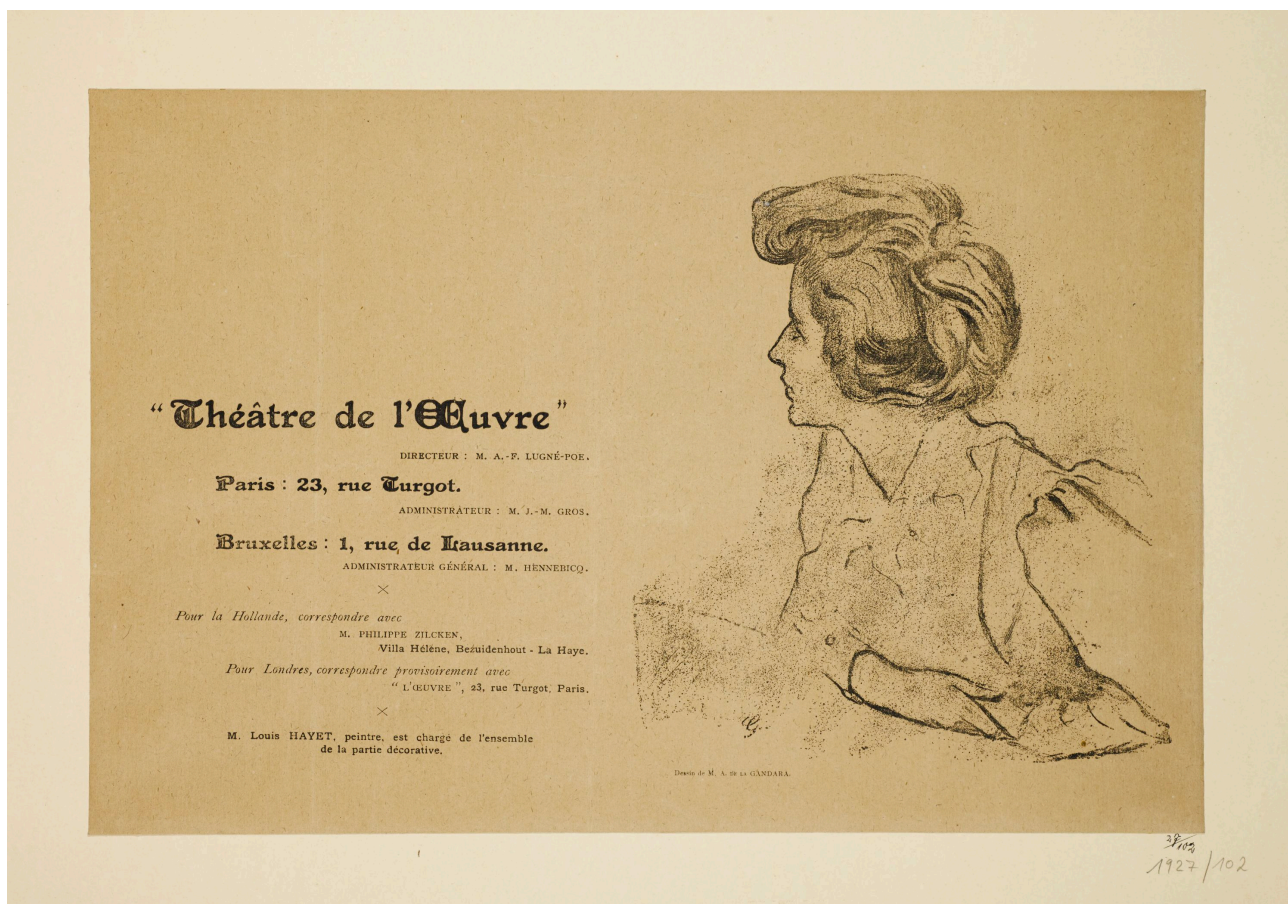 “Théâtre de l'Œuvre”
DIRECTEUR : M. A.-F. LUGNÉ-POE.
Paris : 23, rue Turgot.
ADMINISTRATEUR : M. J.-M. GROS.
Bruxelles : 1, rue de Lausanne.
ADMINISTRATEUR GÉNÉRAL : M. HENNEBICQ.
Pour la Hollande, correspondre avec
M. PHILIPPE ZILCKEN,
Villa Hélène, Bezuidenhout - La Haye.
Pour Londres, correspondre provisoirement avec
“ L'ŒUVRE ”, 23, rue Turgot, Paris.
M. Louis HAYET, peintre, est chargé de l'ensemble
de la partie décorative.
Dessin de M. A. DE LA GANDARA.
27/102
1927/102